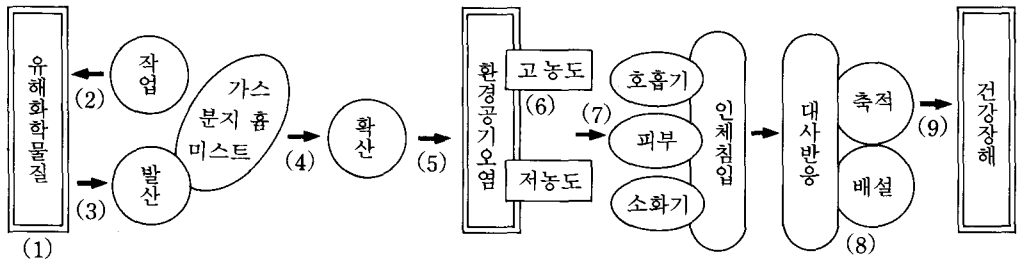 유해화학물질
(1)
작업
(2)
(3)
발산
가스
분지 흄
미스트
(4)
확산
(5)
환경공기오염
고농도
(6)
저농도
(7)
호흡기
피부
소화기
인체침입
대사반응
축적
배설
(8)
(9)
건강장해